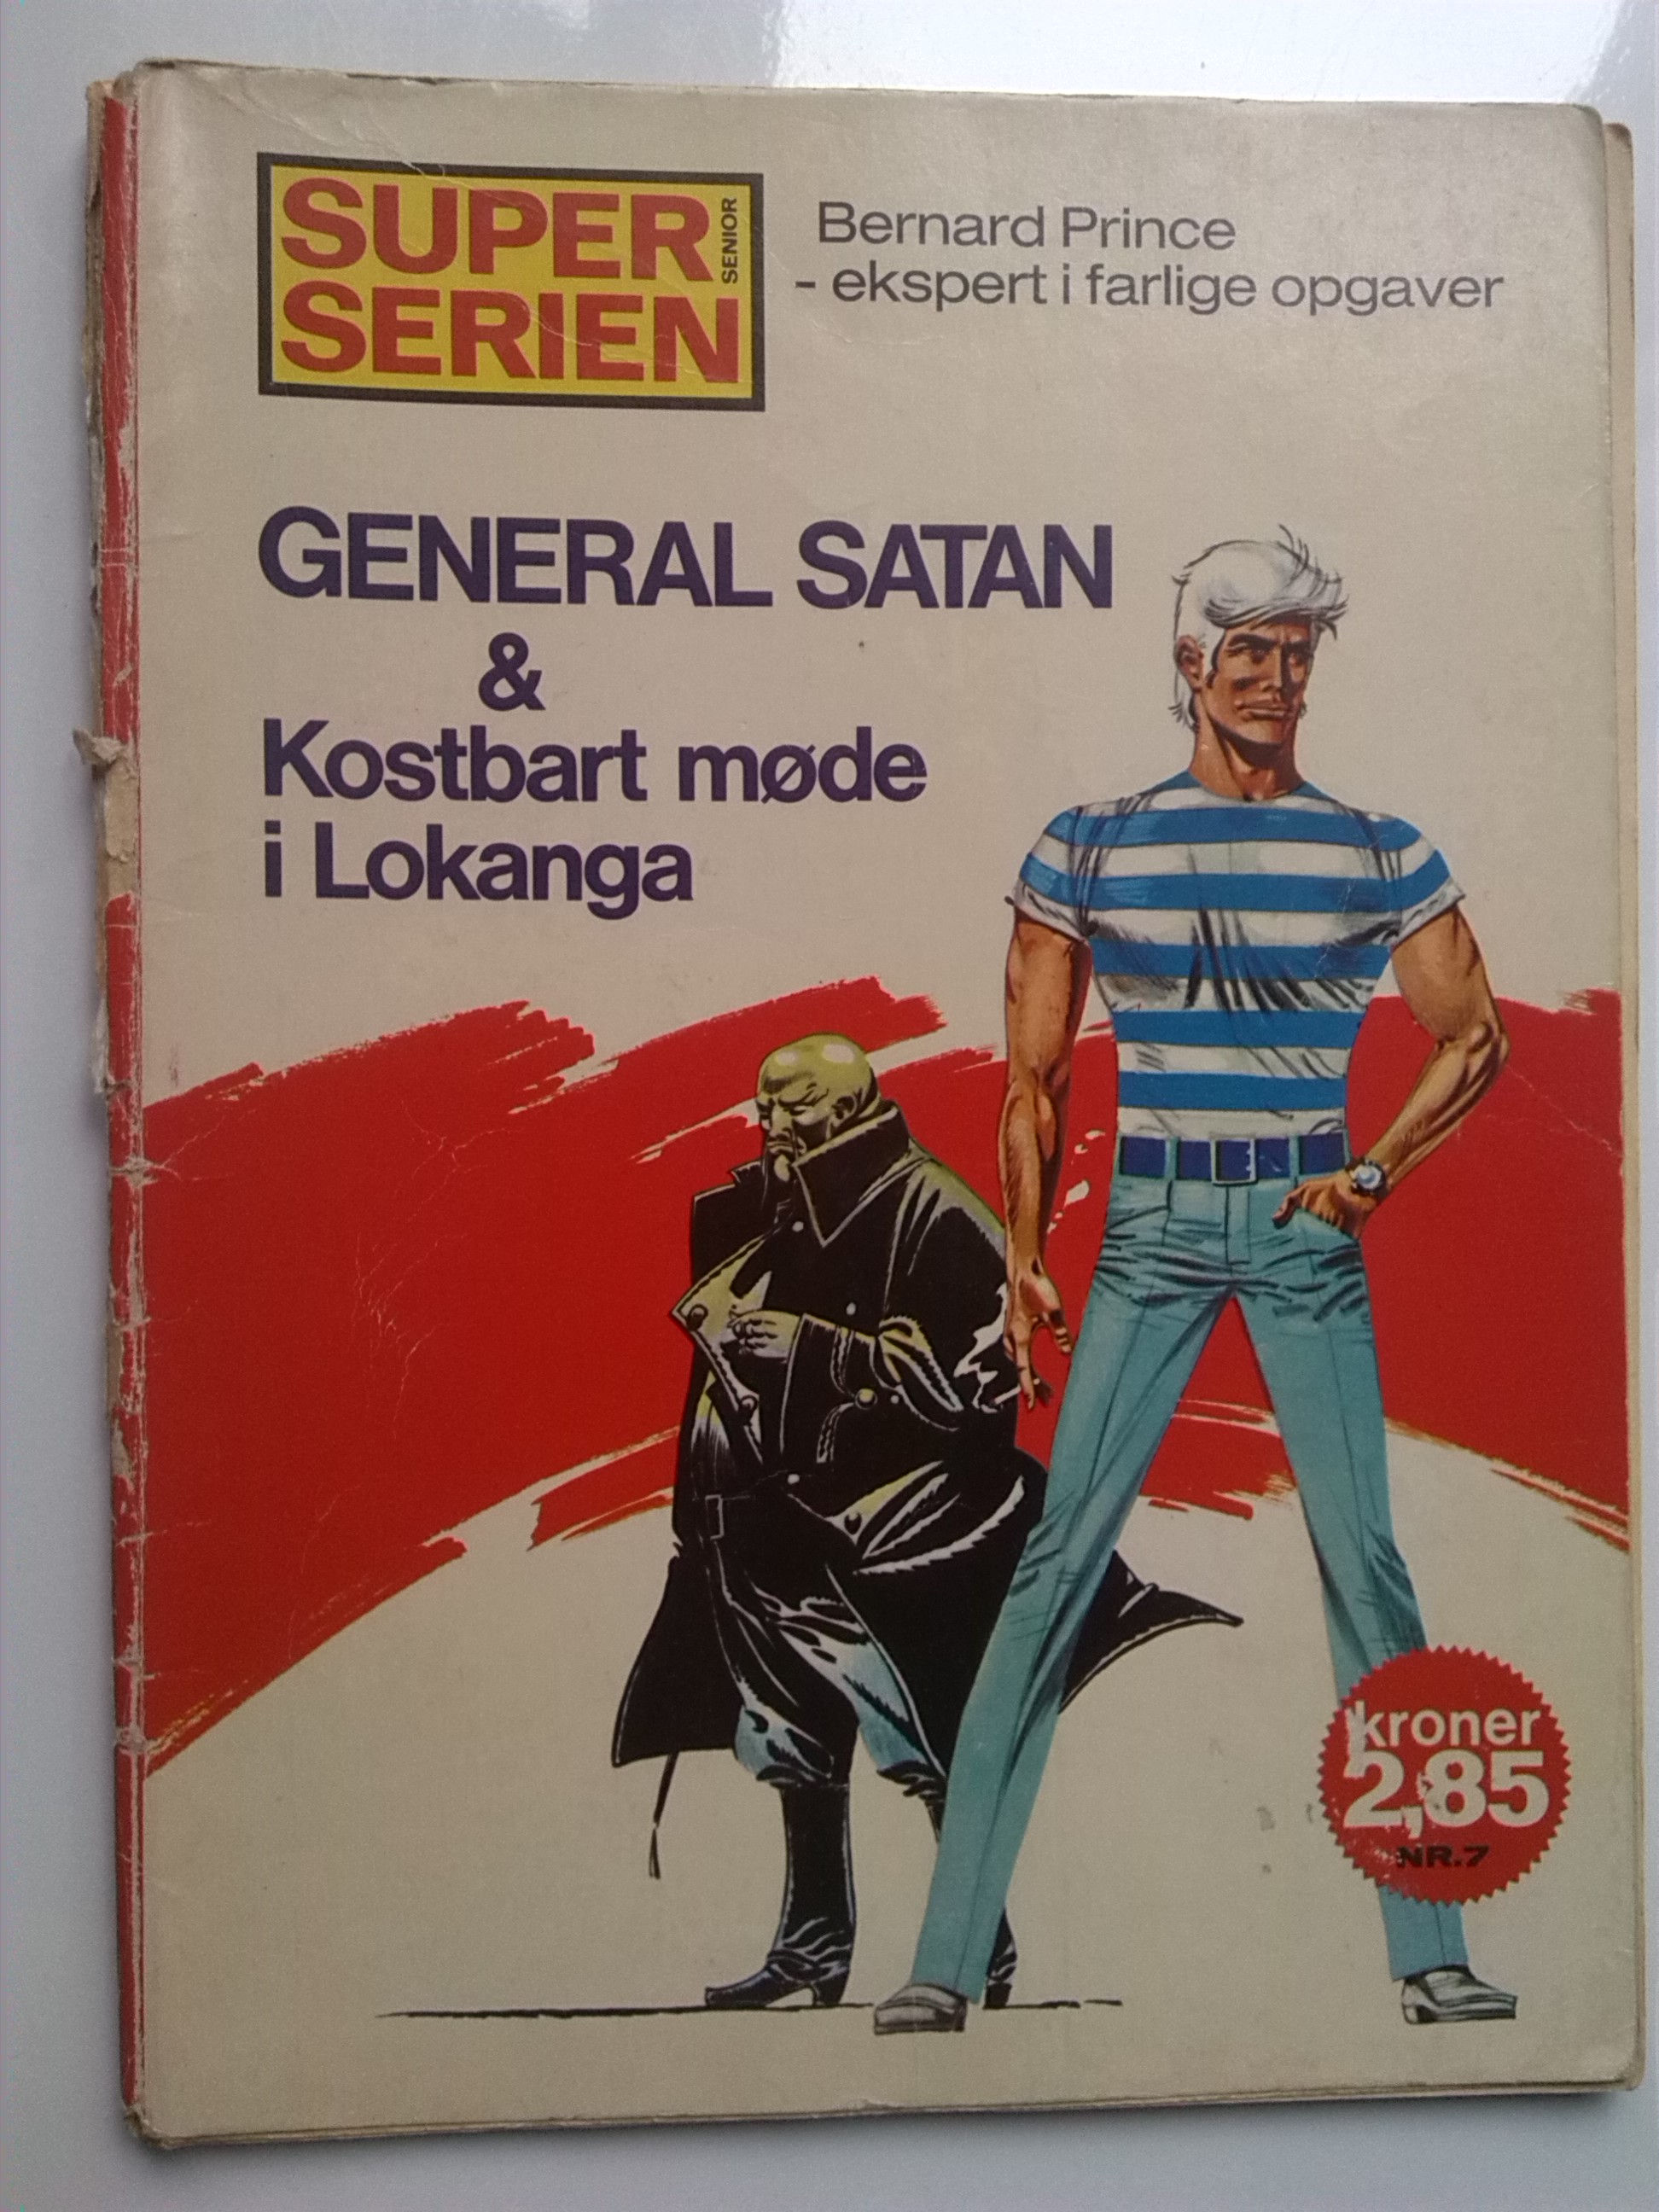 SUPER
SENIOR
SERIEN
Bernard Prince
- ekspert i farlige opgaver
GENERAL SATAN
&
Kostbart møde
i Lokanga
kroner
2,85
NR.7